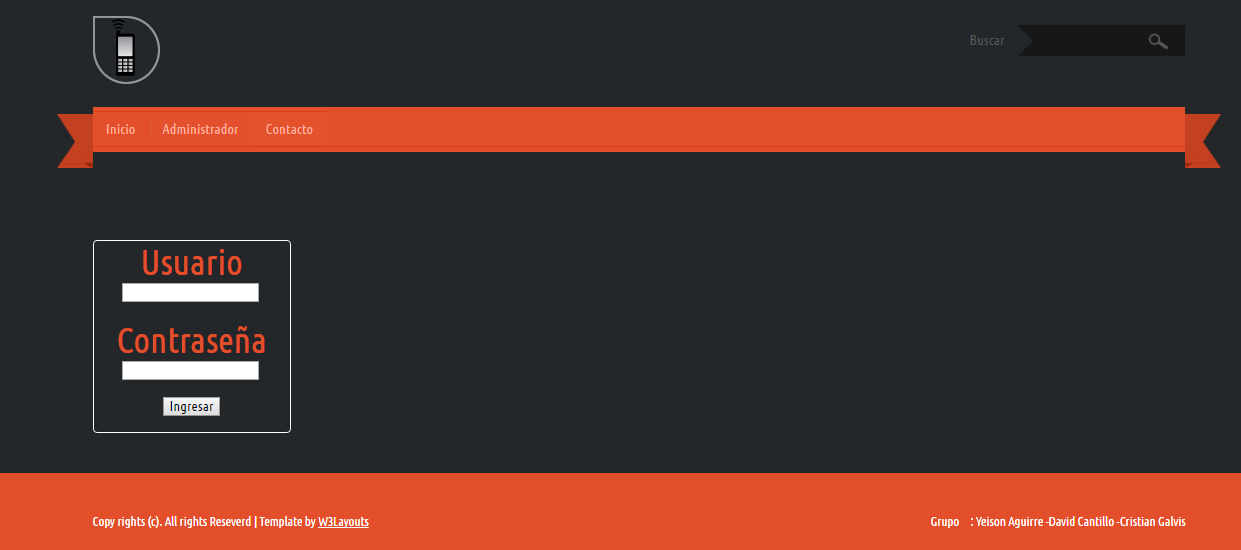 Buscar
Inicio Administrador Contacto
Usuario
Contraseña
Ingresar
Copy rights (c). All rights Reseverd | Template by W3Layouts
Grupo : Yeison Aguirre -David Cantillo -Cristian Galvis